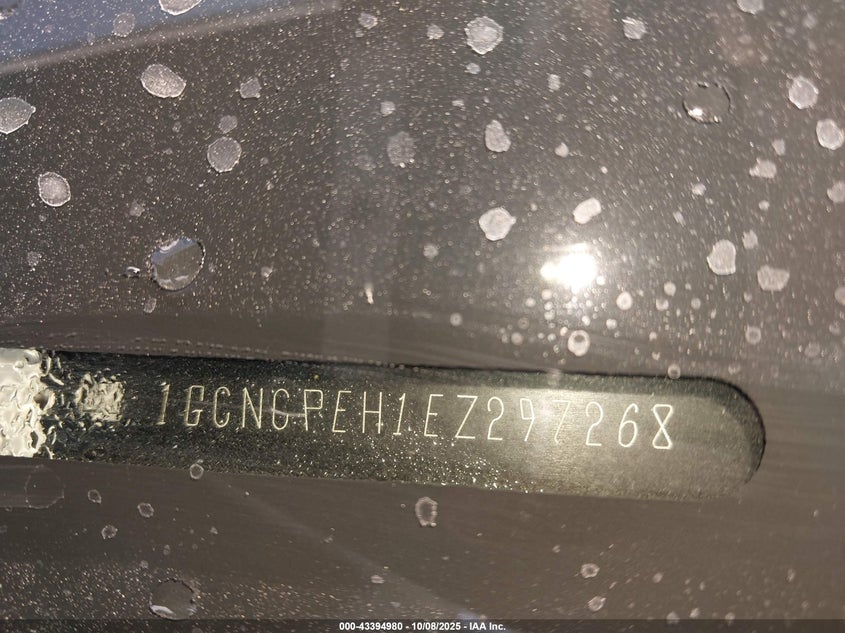 1GCNCPEH1EZ297268
000-43394980 - 10/08/2025 - IAA Inc.